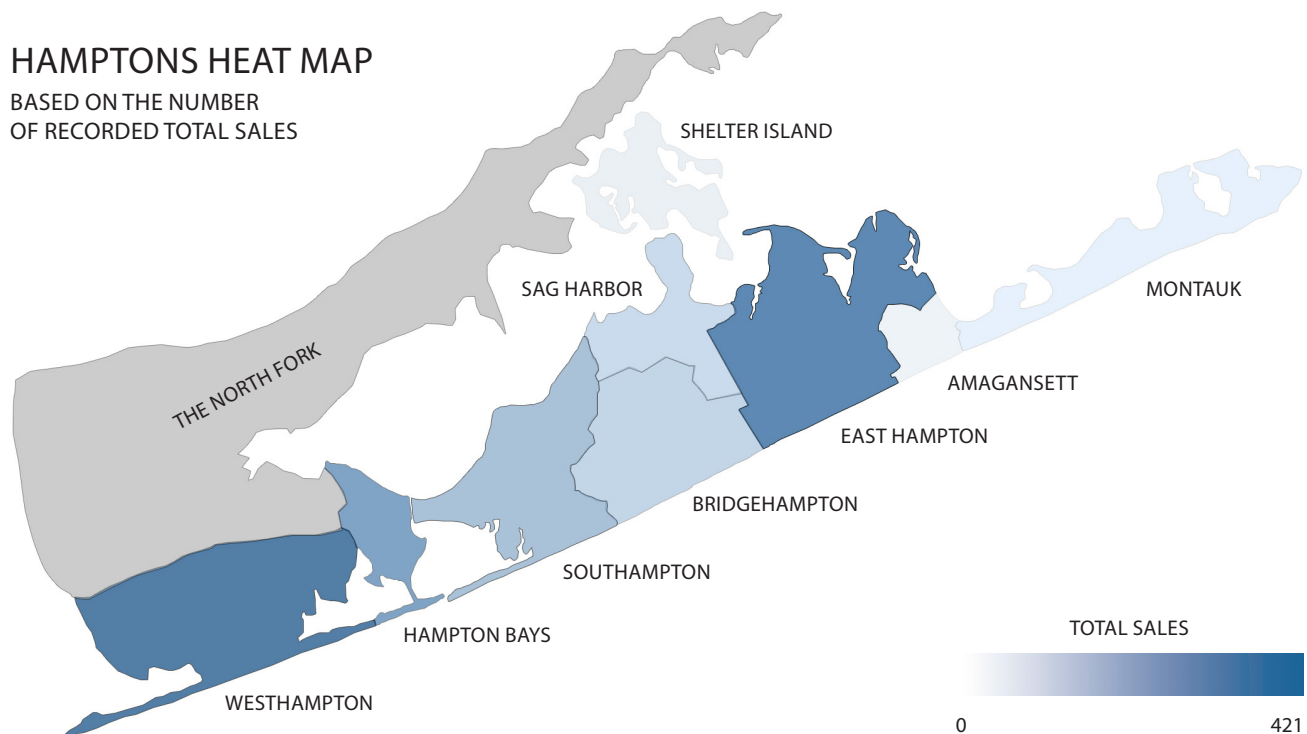 HAMPTONS HEAT MAP
BASED ON THE NUMBER
OF RECORDED TOTAL SALES
SHELTER ISLAND
SAG HARBOR
MONTAUK
THE NORTH FORK
AMAGANSETT
EAST HAMPTON
BRIDGEHAMPTON
SOUTHAMPTON
HAMPTON BAYS
TOTAL SALES
WESTHAMPTON
0
421